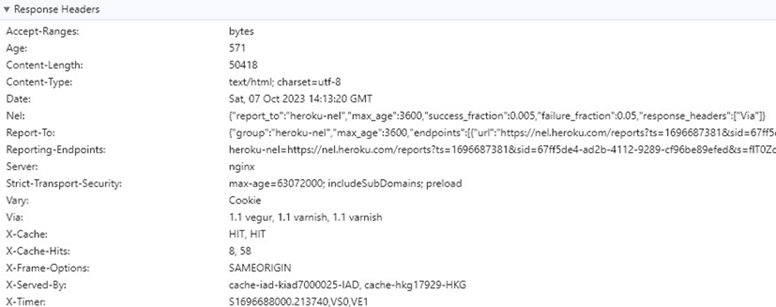 Response Headers
Accept-Ranges: bytes
Age: 571
Content-Length: 50418
Content-Type: text/html; charset=utf-8
Date: Sat, 07 Oct 2023 14:13:20 GMT
Nel: {"report_to":"heroku-nel","max_age":3600,"success_fraction":0.005,"failure_fraction":0.05,"response_headers":["Via"]}
Report-To: {"group":"heroku-nel","max_age":3600,"endpoints":[{"url":"https://nel.heroku.com/reports?ts=1696687381&sid=67ff5
Reporting-Endpoints: heroku-nel=https://nel.heroku.com/reports?ts=1696687381&sid=67ff5de4-ad2b-4112-9289-cf96be89efed&s=
Server: nginx
Strict-Transport-Security: max-age=63072000; includeSubDomains; preload
Vary: Cookie
Via: 1.1 vegur, 1.1 varnish, 1.1 varnish
X-Cache: HIT, HIT
X-Cache-Hits: 8, 58
X-Frame-Options: SAMEORIGIN
X-Served-By: cache-iad-kiad7000025-IAD, cache-hkg17929-HKG
X-Timer: S1696688000.213740,VS0,VE1